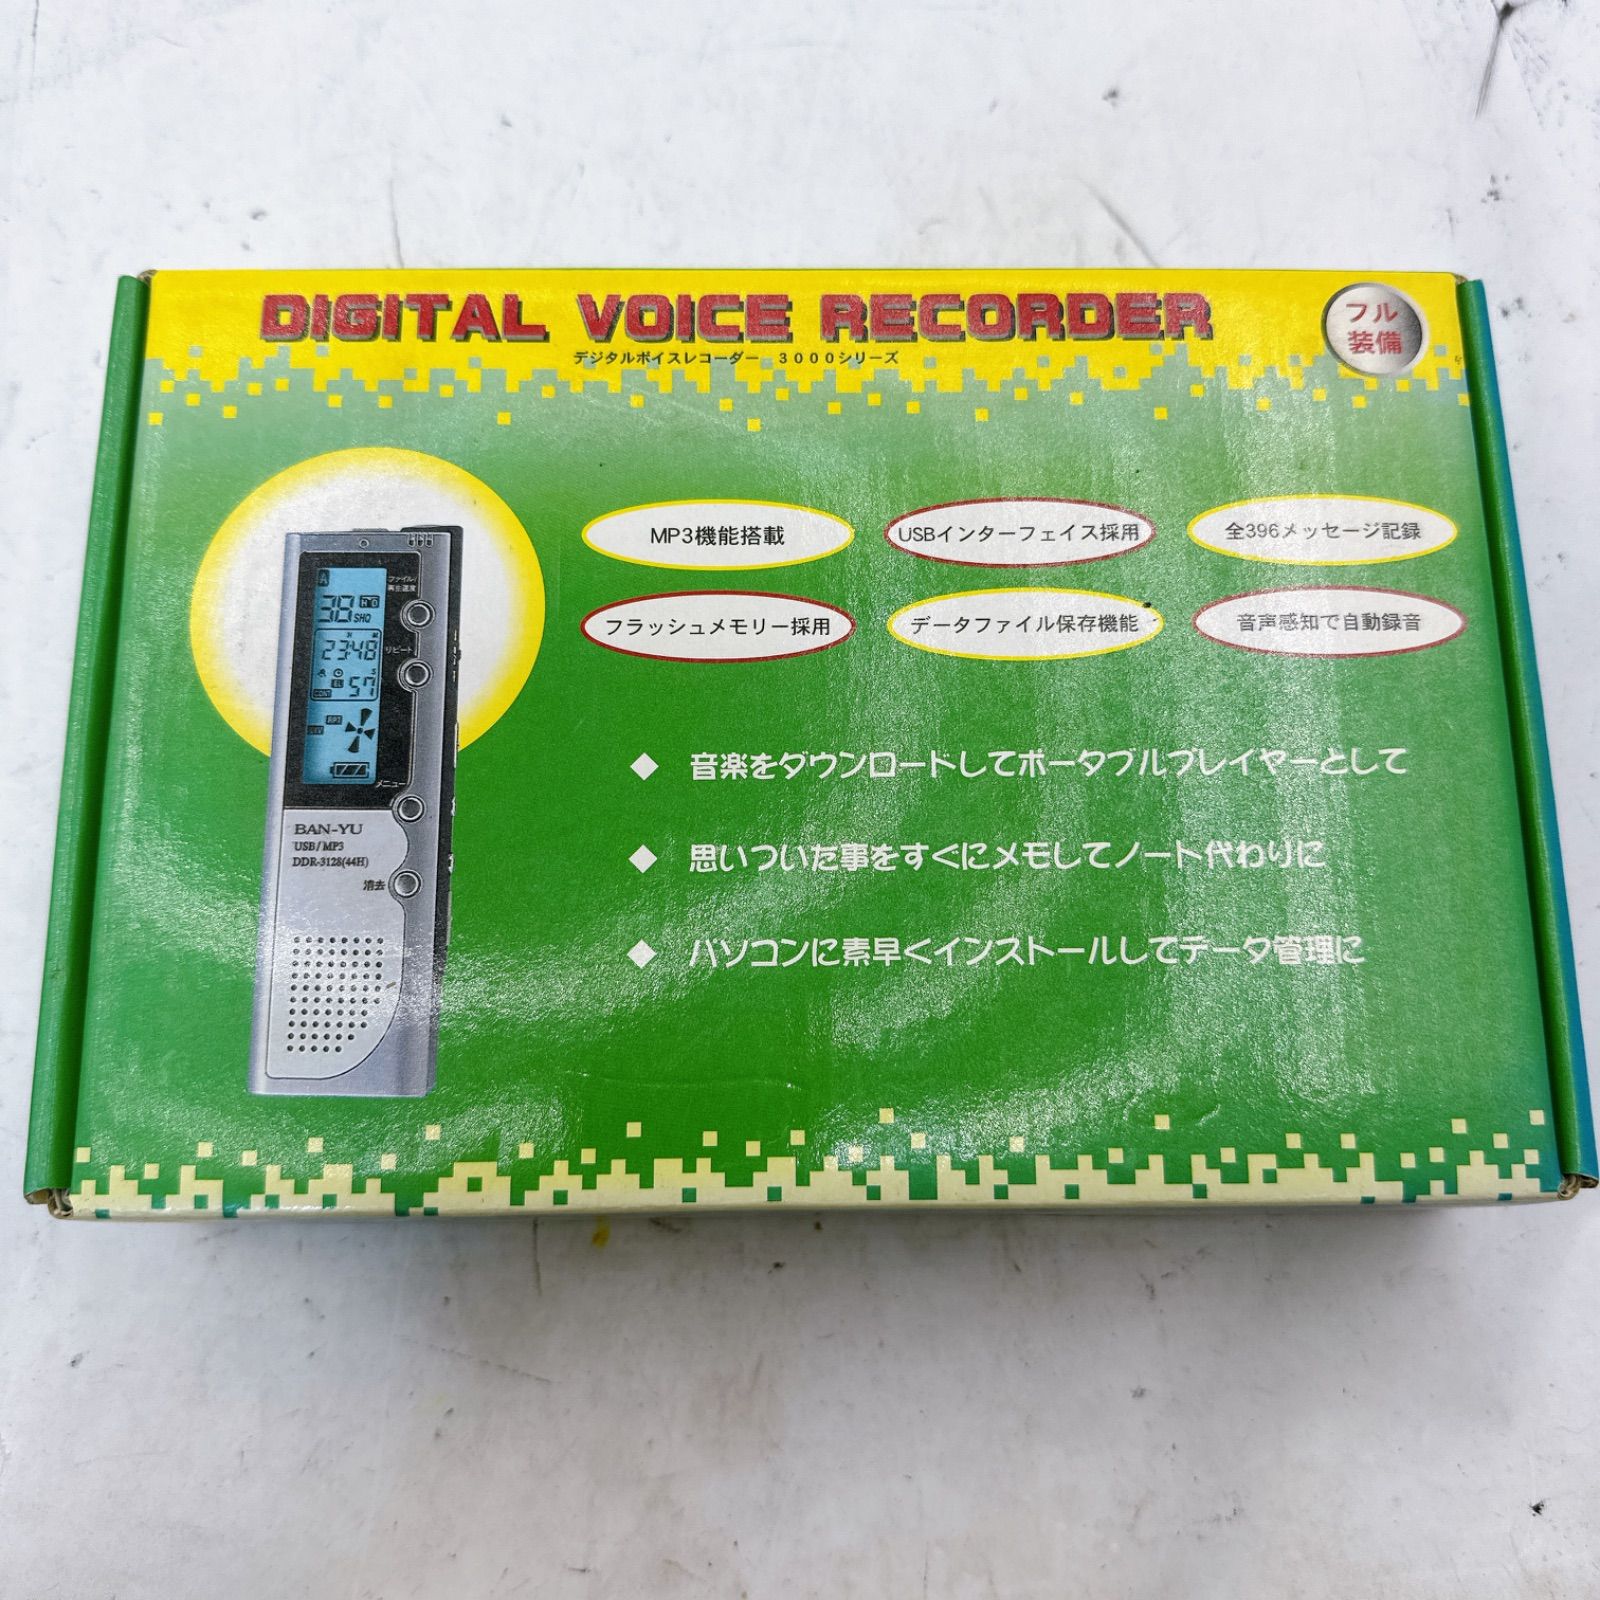 DIGITAL VOICE RECORDER
デジタルボイスレコーダー 3000シリーズ
フル
装備
MP3機能搭載
USBインターフェイス採用
全396メッセージ記録
フラッシュメモリー採用
データファイル保存機能
音声感知で自動録音
◆ 音楽をダウンロードしてポータブルプレイヤーとして
◆ 思いついた事をすぐにメモしてノート代わりに
◆ パソコンに素早くインストールしてデータ管理に
A
ファイル/
再生速度
38
SHQ
リピート
23:48
57
メニュー
BAN-YU
USB/MP3
DDR-3128(44H)
消去